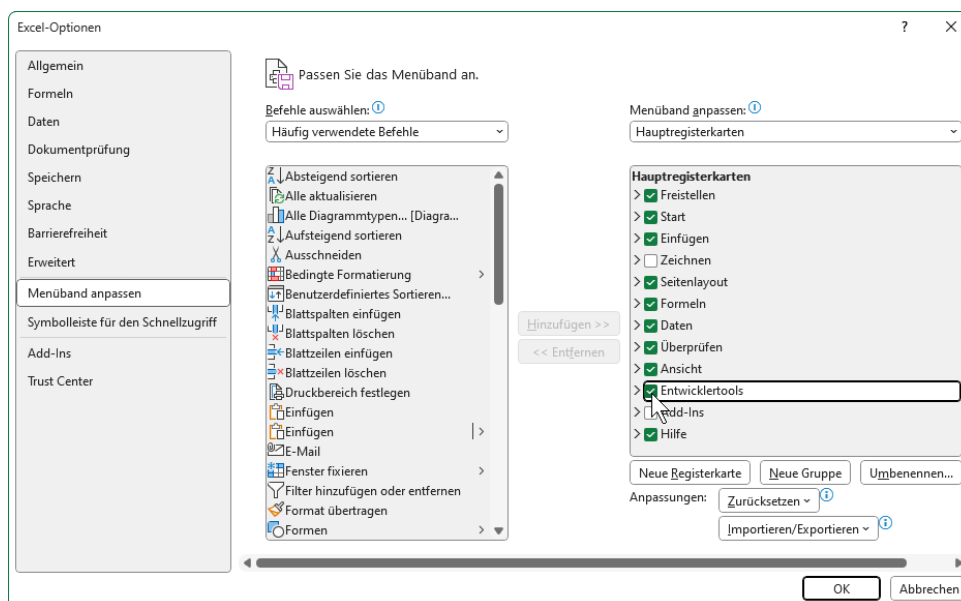 Excel-Optionen
?
Allgemein
Formeln
Daten
Dokumentprüfung
Speichern
Sprache
Barrierefreiheit
Erweitert
Menüband anpassen
Symbolleiste für den Schnellzugriff
Add-Ins
Trust Center
Passen Sie das Menüband an.
Befehle auswählen:
Häufig verwendete Befehle
Absteigend sortieren
Alle aktualisieren
Alle Diagrammtypen... [Diagra...
Aufsteigend sortieren
Ausschneiden
Bedingte Formatierung
Benutzerdefiniertes Sortieren...
Blattspalten einfügen
Blattspalten löschen
Blattzeilen einfügen
Blattzeilen löschen
Druckbereich festlegen
Einfügen
Einfügen
E-Mail
Fenster fixieren
Filter hinzufügen oder entfernen
Format übertragen
Formen
Hinzufügen >>
<< Entfernen
Menüband anpassen:
Hauptregisterkarten
Hauptregisterkarten
Freistellen
Start
Einfügen
Zeichnen
Seitenlayout
Formeln
Daten
Überprüfen
Ansicht
Entwicklertools
Add-Ins
Hilfe
Neue Registerkarte
Neue Gruppe
Umbenennen...
Anpassungen:
Zurücksetzen
Importieren/Exportieren
OK
Abbrechen